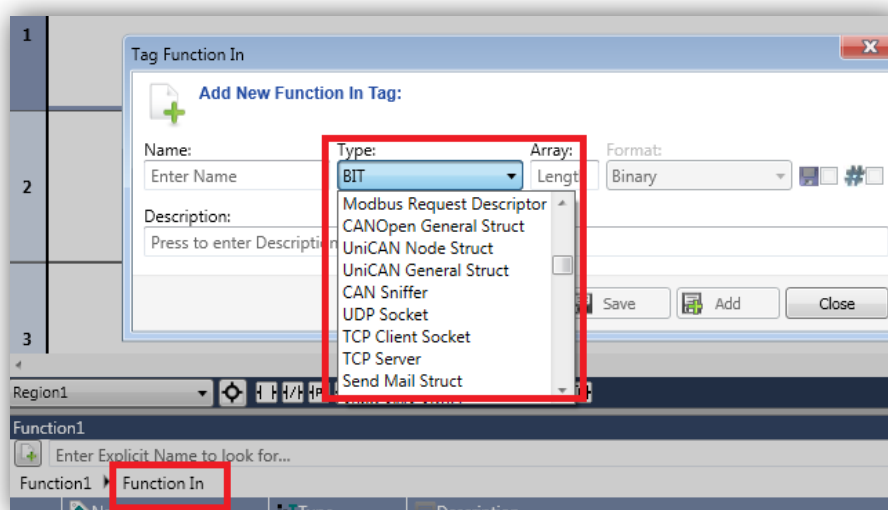 1
Tag Function In
Add New Function In Tag:
Name:
Type:
Array:
Format:
Enter Name
BIT
Lengt
Binary
#
2
Modbus Request Descriptor
Description:
CANOpen General Struct
Press to enter Description
UniCAN Node Struct
UniCAN General Struct
CAN Sniffer
Save
Add
Close
UDP Socket
3
TCP Client Socket
TCP Server
Send Mail Struct
Region1
Function1
Enter Explicit Name to look for...
Function1
Function In
Description